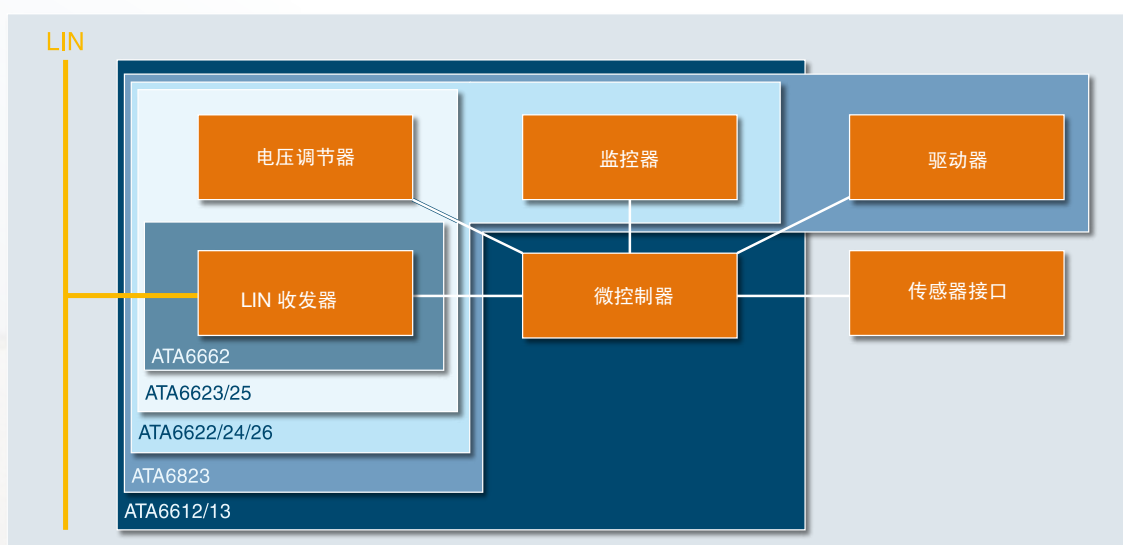 LIN
电压调节器
监控器
驱动器
LIN 收发器
微控制器
传感器接口
ATA6662
ATA6623/25
ATA6622/24/26
ATA6823
ATA6612/13